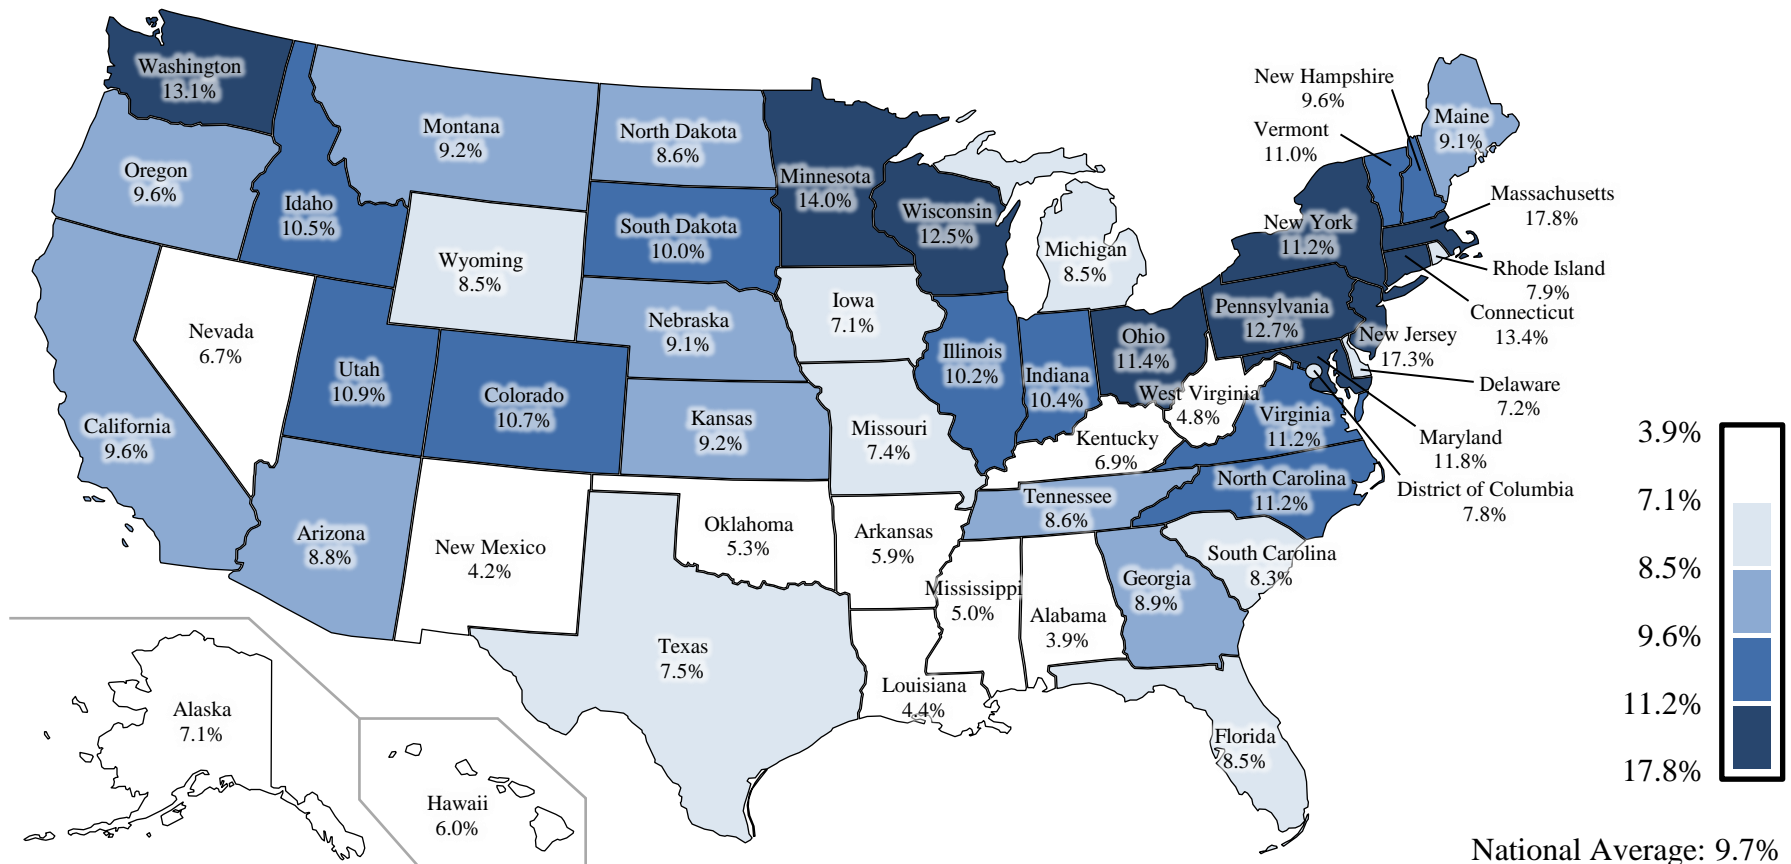 Washington
13.1%
Oregon
9.6%
California
9.6%
Nevada
6.7%
Idaho
10.5%
Montana
9.2%
Wyoming
8.5%
Utah
10.9%
Colorado
10.7%
Arizona
8.8%
New Mexico
4.2%
North Dakota
8.6%
South Dakota
10.0%
Nebraska
9.1%
Kansas
9.2%
Oklahoma
5.3%
Texas
7.5%
Minnesota
14.0%
Iowa
7.1%
Missouri
7.4%
Arkansas
5.9%
Louisiana
4.4%
Wisconsin
12.5%
Illinois
10.2%
Michigan
8.5%
Indiana
10.4%
Ohio
11.4%
Kentucky
6.9%
Tennessee
8.6%
Mississippi
5.0%
Alabama
3.9%
Georgia
8.9%
Florida
8.5%
South Carolina
8.3%
North Carolina
11.2%
Virginia
11.2%
West Virginia
4.8%
Pennsylvania
12.7%
New York
11.2%
New Hampshire
9.6%
Vermont
11.0%
Maine
9.1%
Massachusetts
17.8%
Rhode Island
7.9%
Connecticut
13.4%
New Jersey
17.3%
Delaware
7.2%
Maryland
11.8%
District of Columbia
7.8%
Alaska
7.1%
Hawaii
6.0%
3.9%
7.1%
8.5%
9.6%
11.2%
17.8%
National Average: 9.7%